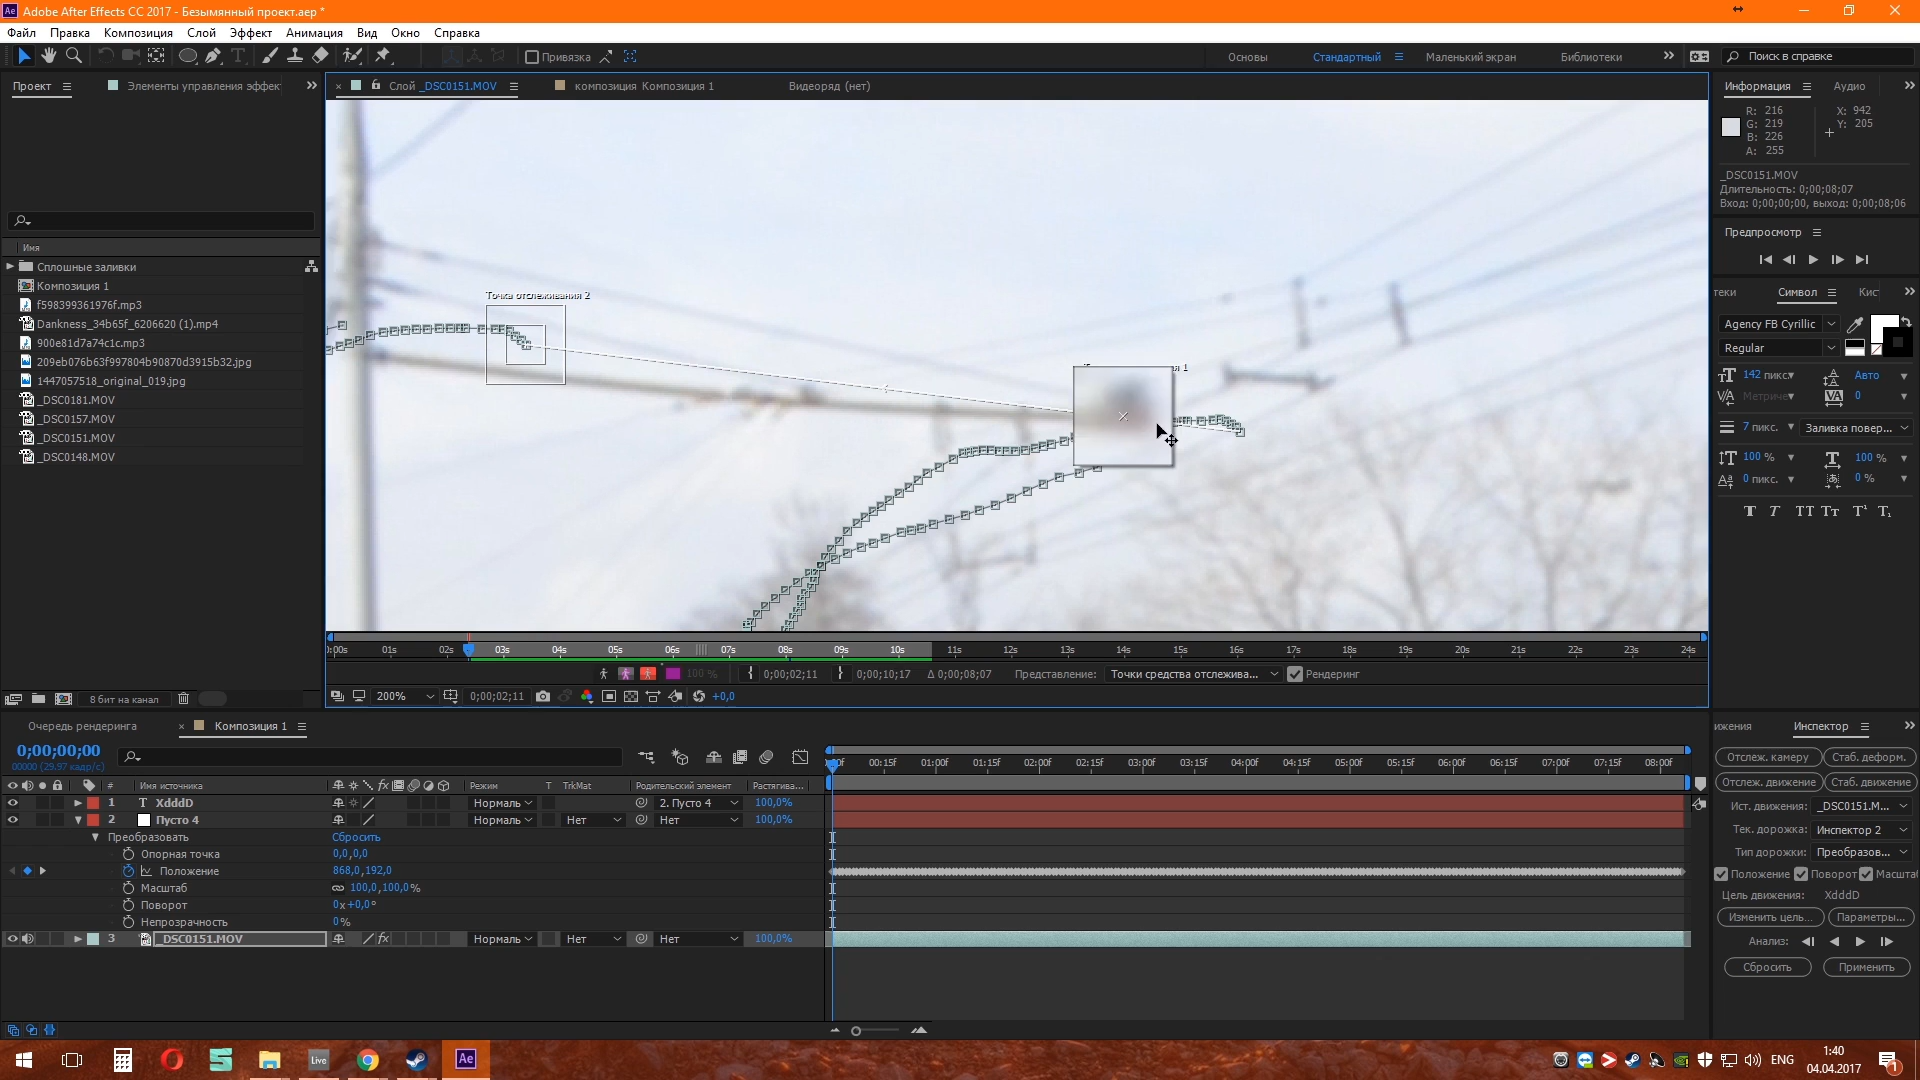 Adobe After Effects CC 2017 - Безымянный проект.aep *
Файл Правка Композиция Слой Эффект Анимация Вид Окно Справка
Привязка Основы Стандартный Маленький экран Библиотеки Поиск в справке
Проект Элементы управления эффек
Слой _DSC0151.MOV композиция Композиция 1 Видеоряд (нет)
Информация Аудио
R: 216 X: 942
G: 219 Y: 205
B: 226
A: 255
_DSC0151.MOV
Длительность: 0;00;08;07
Вход: 0;00;00;00, выход: 0;00;08;06
Предпросмотр
теки Символ Кис
Agency FB Cyrillic
Regular
142 пикс. Авто
Метриче 0
7 пикс. Заливка повер...
100 % 100 %
0 пикс. 0 %
T T TT Tт T¹ T₁
Имя
Сплошные заливки
Композиция 1
f598399361976f.mp3
Dankness_34b65f_6206620 (1).mp4
900e81d7a74c1c.mp3
209eb076b63f997804b90870d3915b32.jpg
1447057518_original_019.jpg
_DSC0181.MOV
_DSC0157.MOV
_DSC0151.MOV
_DSC0148.MOV
8 бит на канал
Точка отслеживания 2
я 1
:00s 01s 02s 03s 04s 05s 06s 07s 08s 09s 10s 11s 12s 13s 14s 15s 16s 17s 18s 19s 20s 21s 22s 23s 24s
100 % 0;00;02;11 0;00;10;17 Δ 0;00;08;07 Представление: Точки средства отслежива... Рендеринг
200% 0;00;02;11 +0,0
Очередь рендеринга Композиция 1
0;00;00;00
00000 (29.97 кадр/с)
00:15f 01:00f 01:15f 02:00f 02:15f 03:00f 03:15f 04:00f 04:15f 05:00f 05:15f 06:00f 06:15f 07:00f 07:15f 08:00f
# Имя источника Режим T TrkMat Родительский элемент Растягива...
1 T XdddD Нормаль 2. Пусто 4 100,0%
2 Пусто 4 Нормаль Нет Нет 100,0%
Преобразовать Сбросить
Опорная точка 0,0,0,0
Положение 868,0,192,0
Масштаб 100,0,100,0%
Поворот 0x+0,0°
Непрозрачность 0%
3 _DSC0151.MOV Нормаль Нет Нет 100,0%
ижения Инспектор
Отслеж. камеру Стаб. деформ.
Отслеж. движение Стаб. движение
Ист. движения: _DSC0151.M...
Тек. дорожка: Инспектор 2
Тип дорожки: Преобразов...
Положение Поворот Масшта
Цель движения: XdddD
Изменить цель... Параметры...
Анализ:
Сбросить Применить
Live Ae ENG 1:40
04.04.2017
1